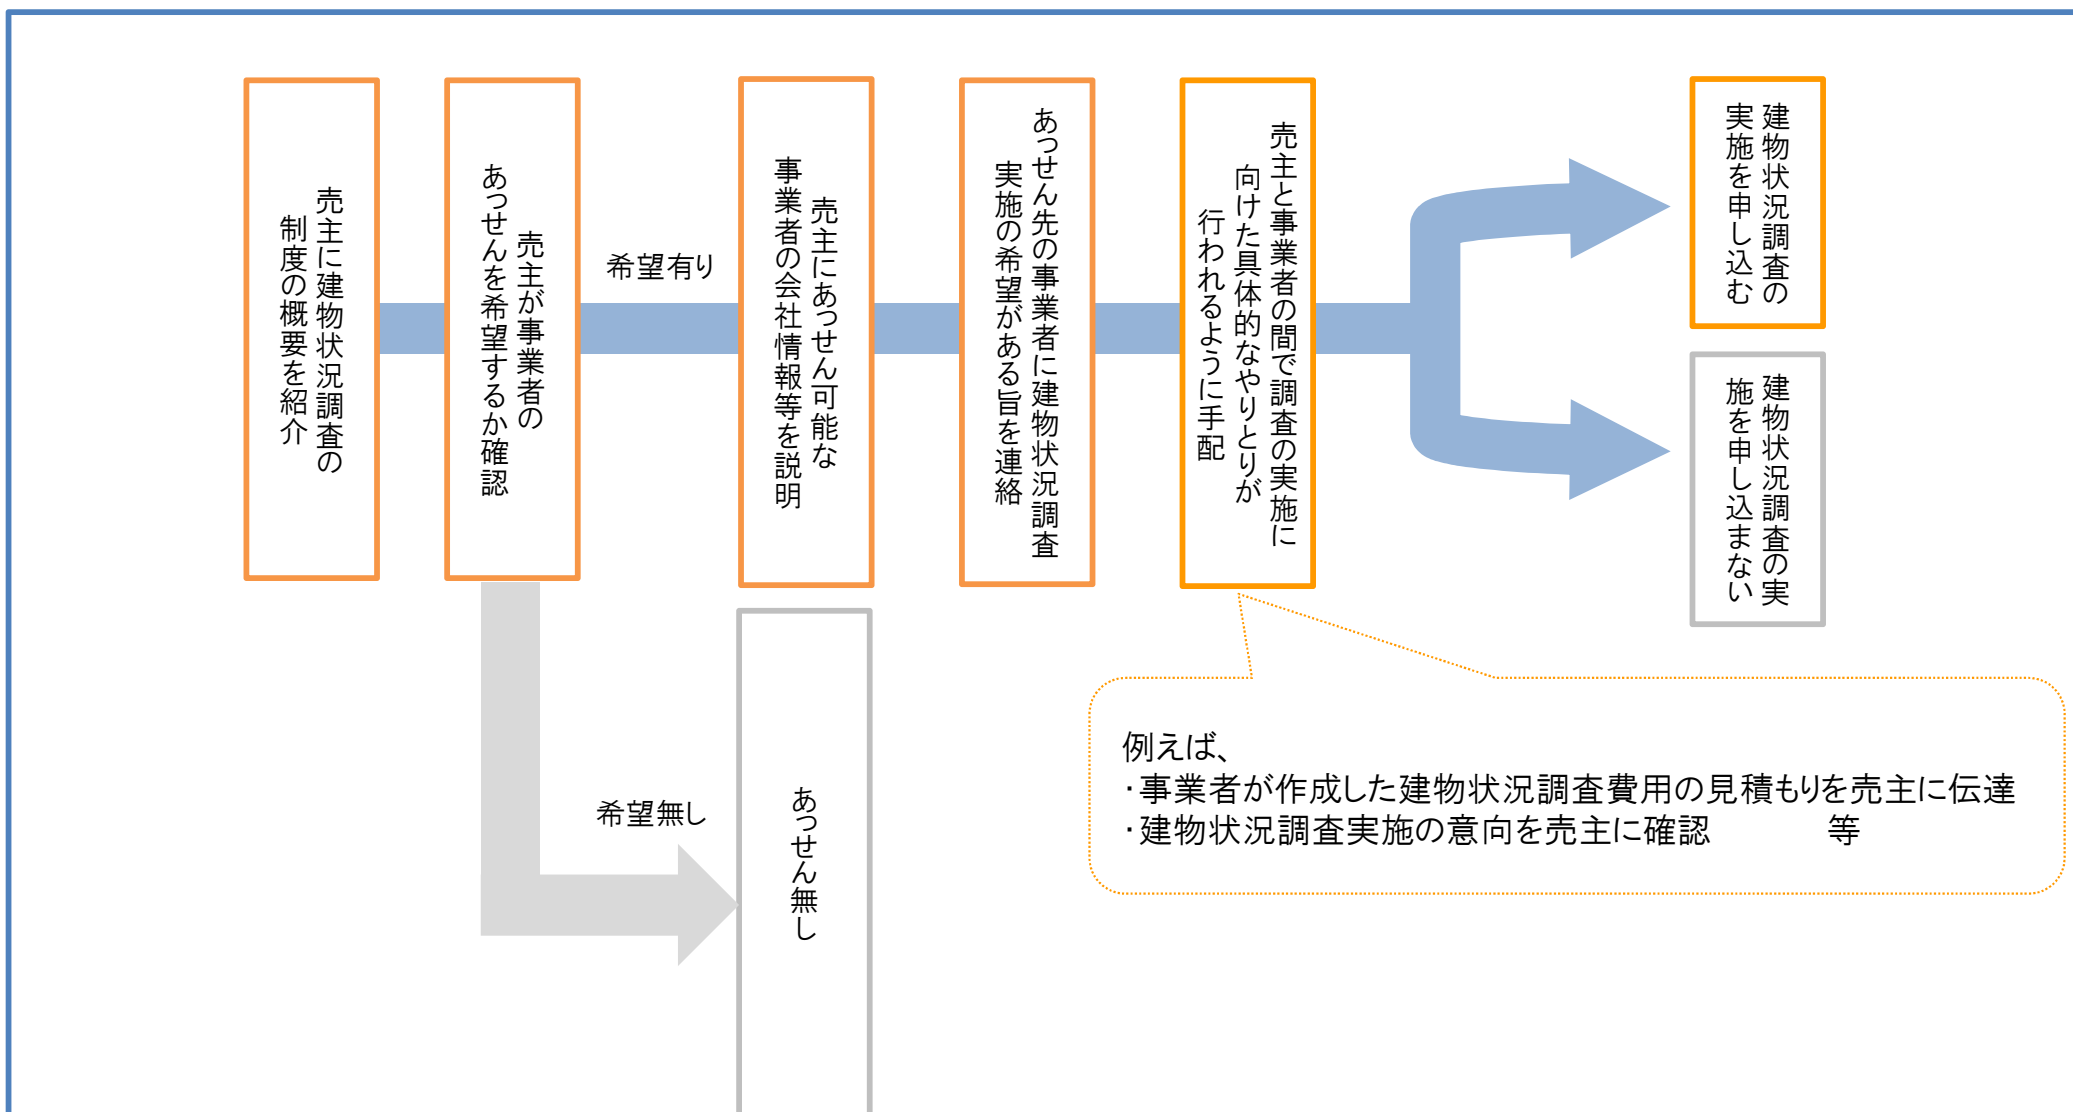 売主に建物状況調査の
制度の概要を紹介
売主が事業者の
あっせんを希望するか確認
希望有り
売主にあっせん可能な
事業者の会社情報等を説明
あっせん先の事業者に建物状況調査
実施の希望がある旨を連絡
売主と事業者の間で調査の実施に
向けた具体的なやりとりが
行われるように手配
建物状況調査の
実施を申し込む
建物状況調査の実
施を申し込まない
希望無し
あっせん無し
例えば、
・事業者が作成した建物状況調査費用の見積もりを売主に伝達
・建物状況調査実施の意向を売主に確認　　　等